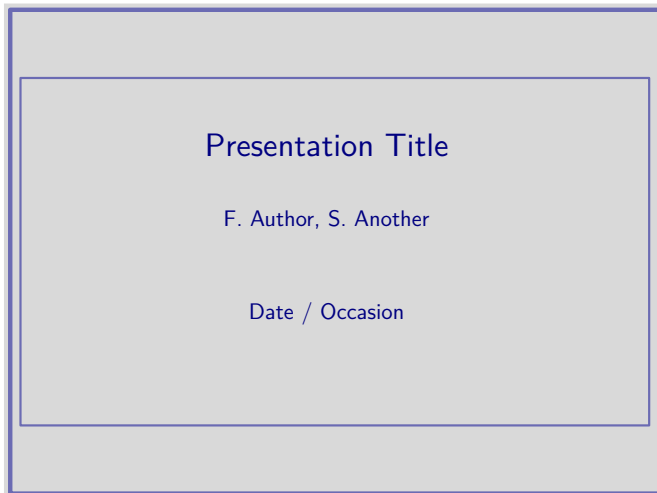 Presentation Title
F. Author, S. Another
Date / Occasion